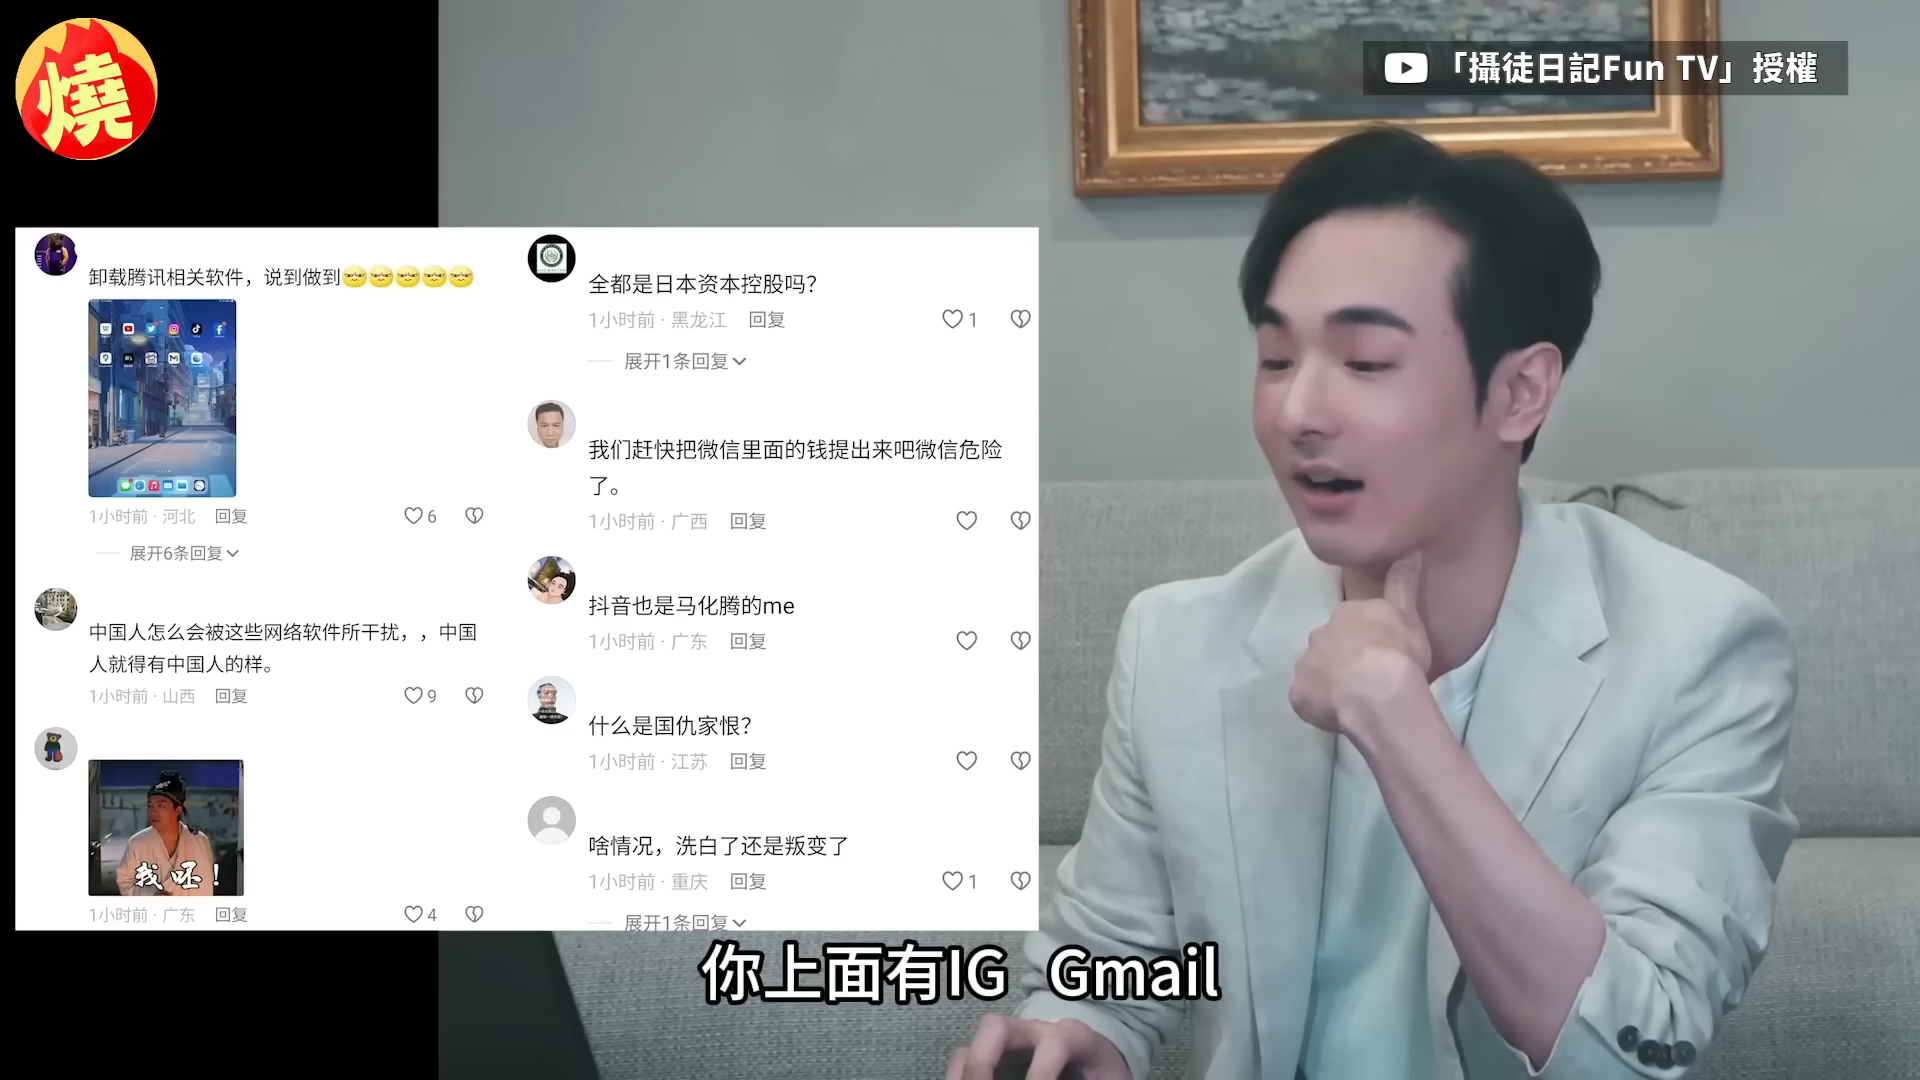 燒
「攝徒日記Fun TV」授權
卸载腾讯相关软件，说到做到
1小时前 · 河北 回复
6
展开6条回复
中国人怎么会被这些网络软件所干扰，，中国
人就得有中国人的样。
1小时前 · 山西 回复
9
我呸！
1小时前 · 广东 回复
4
全都是日本资本控股吗？
1小时前 · 黑龙江 回复
1
展开1条回复
我们赶快把微信里面的钱提出来吧微信危险
了。
1小时前 · 广西 回复
抖音也是马化腾的me
1小时前 · 广东 回复
什么是国仇家恨？
1小时前 · 江苏 回复
啥情况，洗白了还是叛变了
1小时前 · 重庆 回复
1
展开1条回复
你上面有IG Gmail